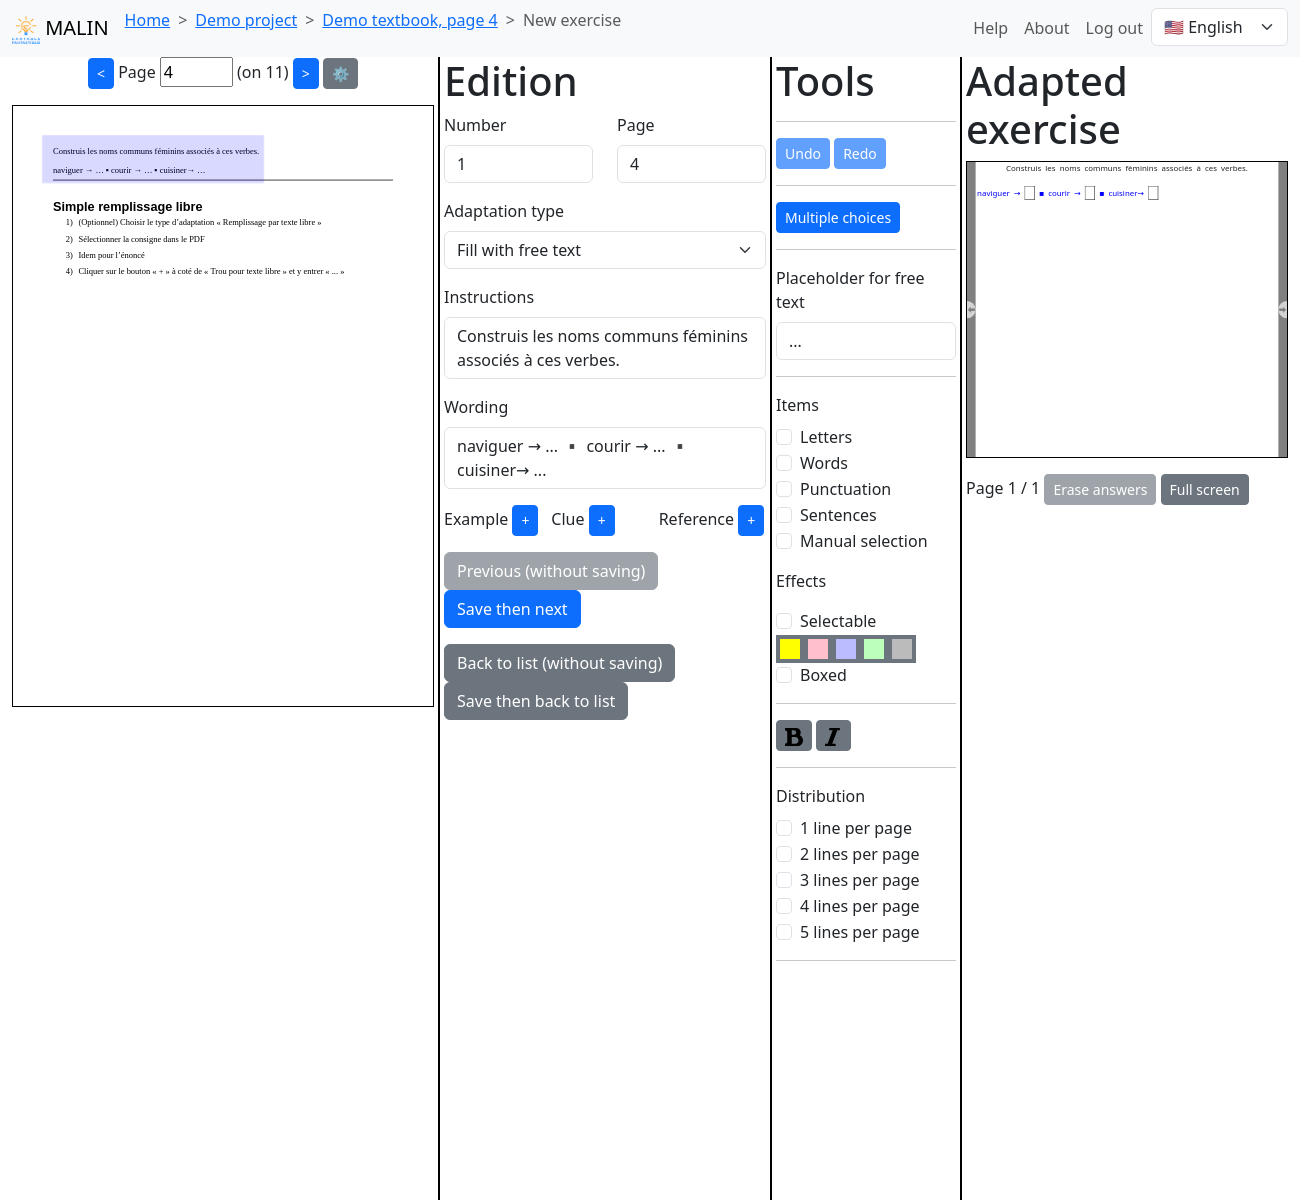 MALIN
Home > Demo project > Demo textbook, page 4 > New exercise
Help About Log out 🇺🇸 English
< Page 4 (on 11) > ⚙️
Construis les noms communs féminins associés à ces verbes.
naviguer → … ▪ courir → … ▪ cuisiner→ …
Simple remplissage libre
1) (Optionnel) Choisir le type d’adaptation « Remplissage par texte libre »
2) Sélectionner la consigne dans le PDF
3) Idem pour l’énoncé
4) Cliquer sur le bouton « + » à coté de « Trou pour texte libre » et y entrer « ... »
Edition
Number Page
1 4
Adaptation type
Fill with free text
Instructions
Construis les noms communs féminins
associés à ces verbes.
Wording
naviguer → … ▪ courir → … ▪
cuisiner→ …
Example + Clue + Reference +
Previous (without saving)
Save then next
Back to list (without saving)
Save then back to list
Tools
Undo Redo
Multiple choices
Placeholder for free
text
…
Items
Letters
Words
Punctuation
Sentences
Manual selection
Effects
Selectable
Boxed
B I
Distribution
1 line per page
2 lines per page
3 lines per page
4 lines per page
5 lines per page
Adapted
exercise
Construis les noms communs féminins associés à ces verbes.
naviguer → ▪ courir → ▪ cuisiner→
Page 1 / 1 Erase answers Full screen